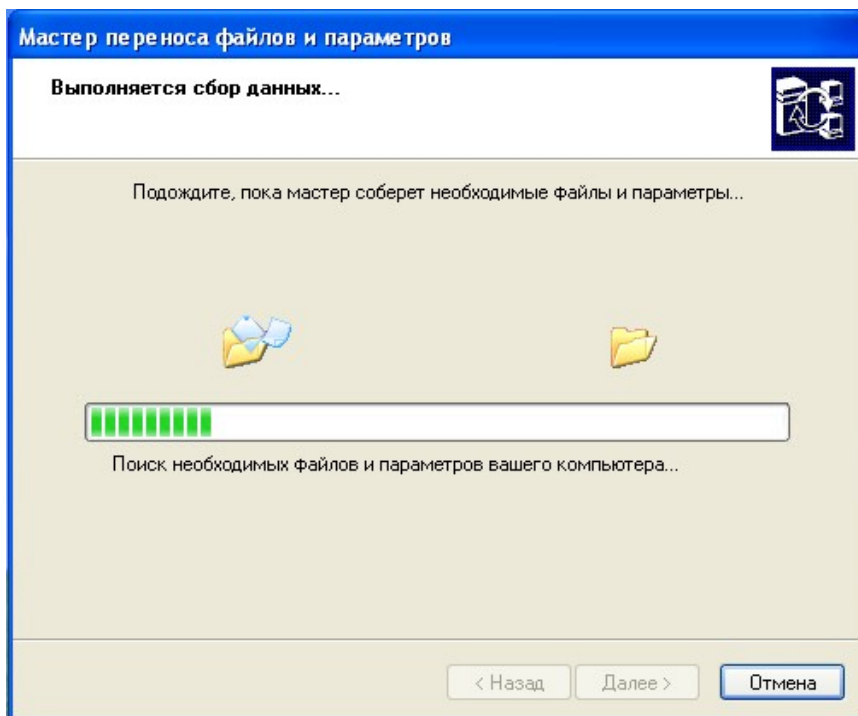 Мастер переноса файлов и параметров
Выполняется сбор данных...
Подождите, пока мастер соберет необходимые файлы и параметры...
Поиск необходимых файлов и параметров вашего компьютера...
< Назад
Далее >
Отмена